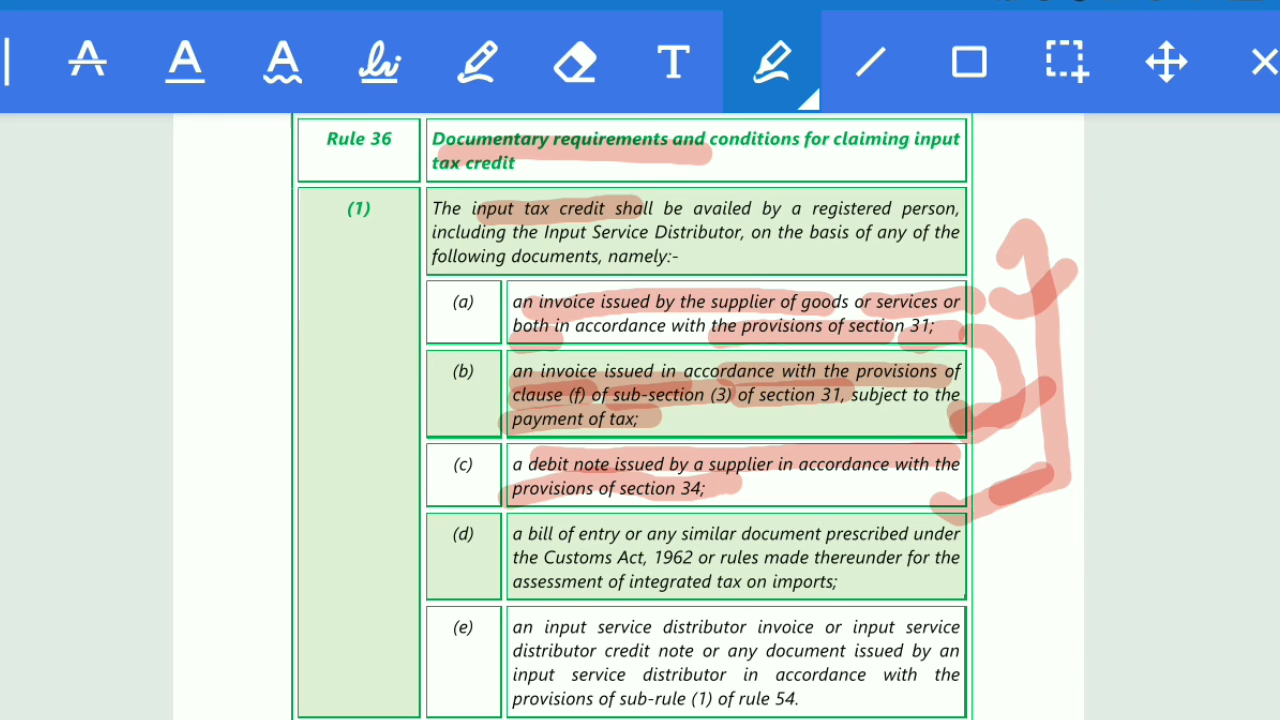 Rule 36
Documentary requirements and conditions for claiming input
tax credit
(1)
The input tax credit shall be availed by a registered person,
including the Input Service Distributor, on the basis of any of the
following documents, namely:-
(a)
an invoice issued by the supplier of goods or services or
both in accordance with the provisions of section 31;
(b)
an invoice issued in accordance with the provisions of
clause (f) of sub-section (3) of section 31, subject to the
payment of tax;
(c)
a debit note issued by a supplier in accordance with the
provisions of section 34;
(d)
a bill of entry or any similar document prescribed under
the Customs Act, 1962 or rules made thereunder for the
assessment of integrated tax on imports;
(e)
an input service distributor invoice or input service
distributor credit note or any document issued by an
input service distributor in accordance with the
provisions of sub-rule (1) of rule 54.